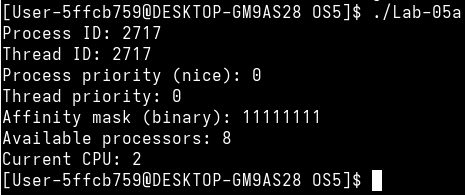 [User-5ffcb759@DESKTOP-GM9AS28 OS5]$ ./Lab-05a
Process ID: 2717
Thread ID: 2717
Process priority (nice): 0
Thread priority: 0
Affinity mask (binary): 11111111
Available processors: 8
Current CPU: 2
[User-5ffcb759@DESKTOP-GM9AS28 OS5]$